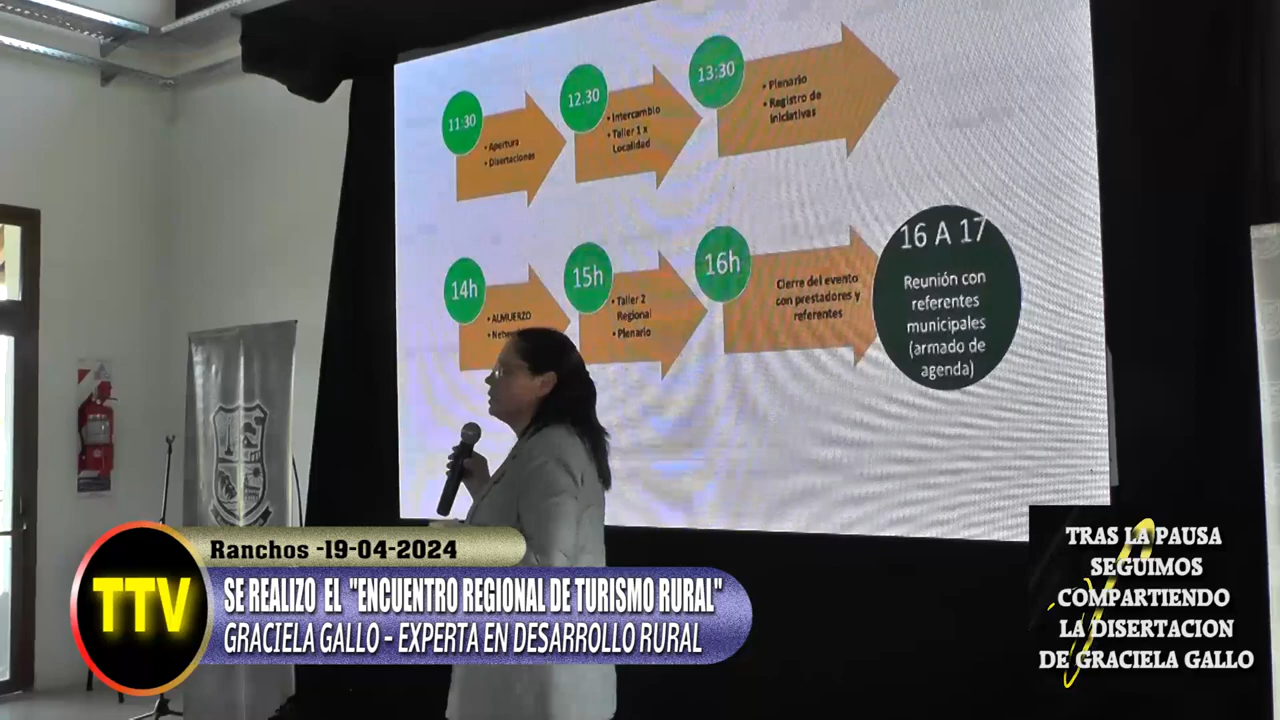 11:30
• Apertura
• Disertaciones
12.30
• Intercambio
• Taller 1 x
Localidad
13:30
• Plenario
• Registro de
iniciativas
14h
• ALMUERZO
15h
• Taller 2
Regional
• Plenario
16h
Cierre del evento
con prestadores y
referentes
16 A 17
Reunión con
referentes
municipales
(armado de
agenda)
Ranchos -19-04-2024
TTV
SE REALIZO EL "ENCUENTRO REGIONAL DE TURISMO RURAL"
GRACIELA GALLO - EXPERTA EN DESARROLLO RURAL
TRAS LA PAUSA
SEGUIMOS
COMPARTIENDO
LA DISERTACION
DE GRACIELA GALLO